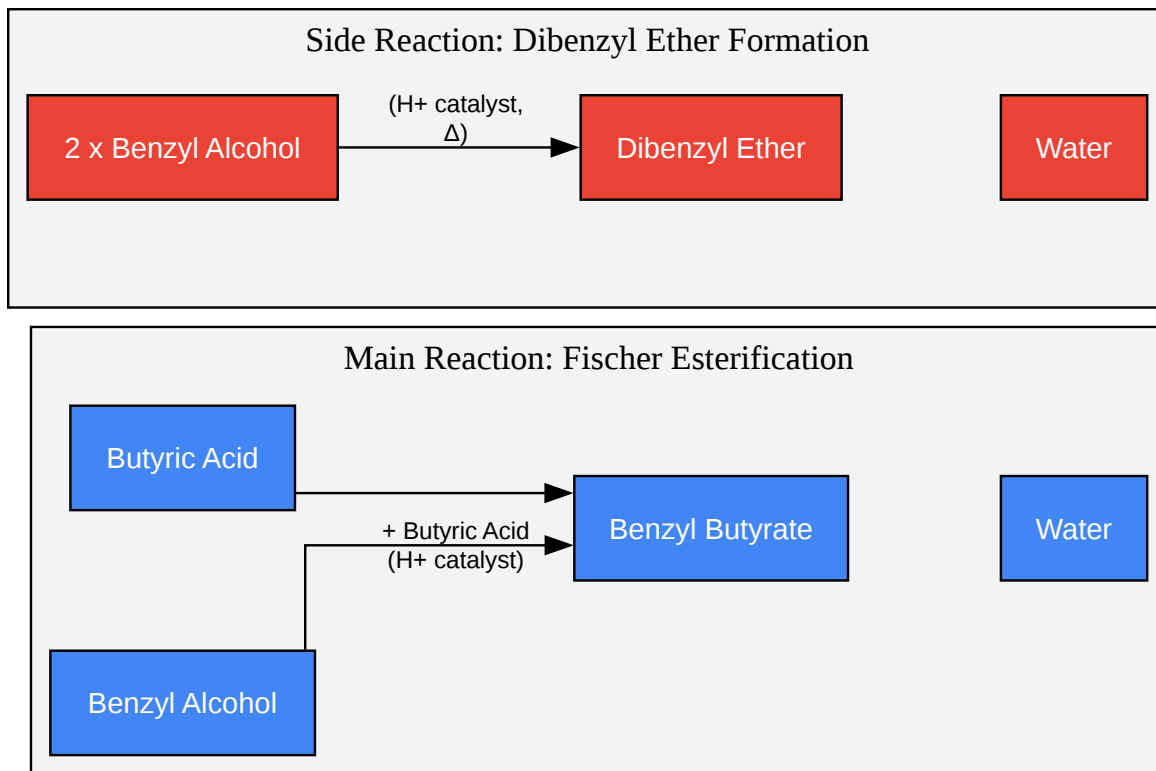 Side Reaction: Dibenzyl Ether Formation
2 x Benzyl Alcohol
(H+ catalyst,
Δ)
Dibenzyl Ether
Water
Main Reaction: Fischer Esterification
Butyric Acid
+ Butyric Acid
(H+ catalyst)
Benzyl Butyrate
Water
Benzyl Alcohol